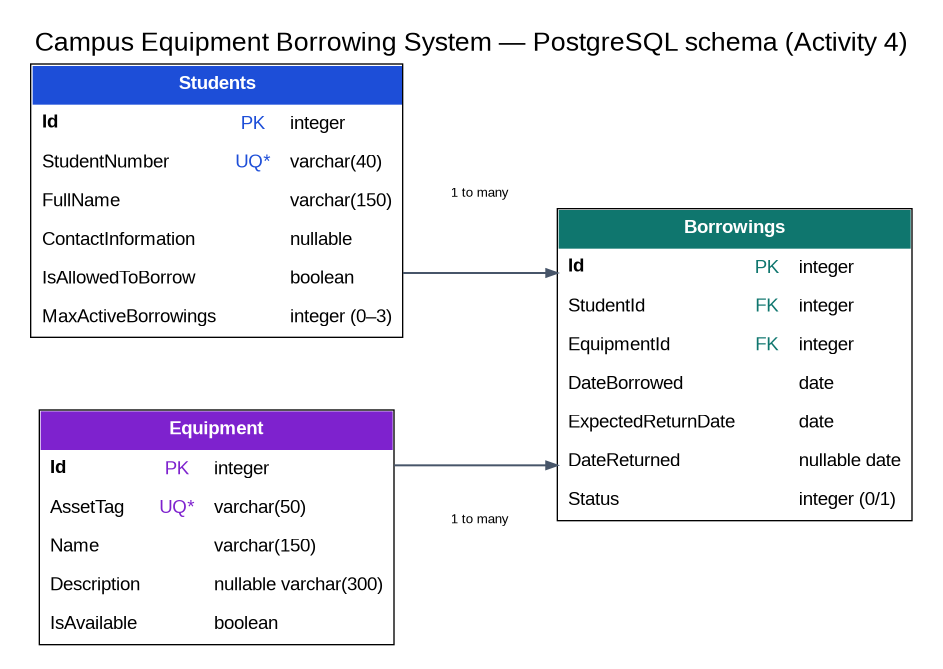 Campus Equipment Borrowing System — PostgreSQL schema (Activity 4)
Students
Id PK integer
StudentNumber UQ* varchar(40)
FullName varchar(150)
ContactInformation nullable
IsAllowedToBorrow boolean
MaxActiveBorrowings integer (0–3)
1 to many
Borrowings
Id PK integer
StudentId FK integer
EquipmentId FK integer
DateBorrowed date
ExpectedReturnDate date
DateReturned nullable date
Status integer (0/1)
Equipment
Id PK integer
AssetTag UQ* varchar(50)
Name varchar(150)
Description nullable varchar(300)
IsAvailable boolean
1 to many